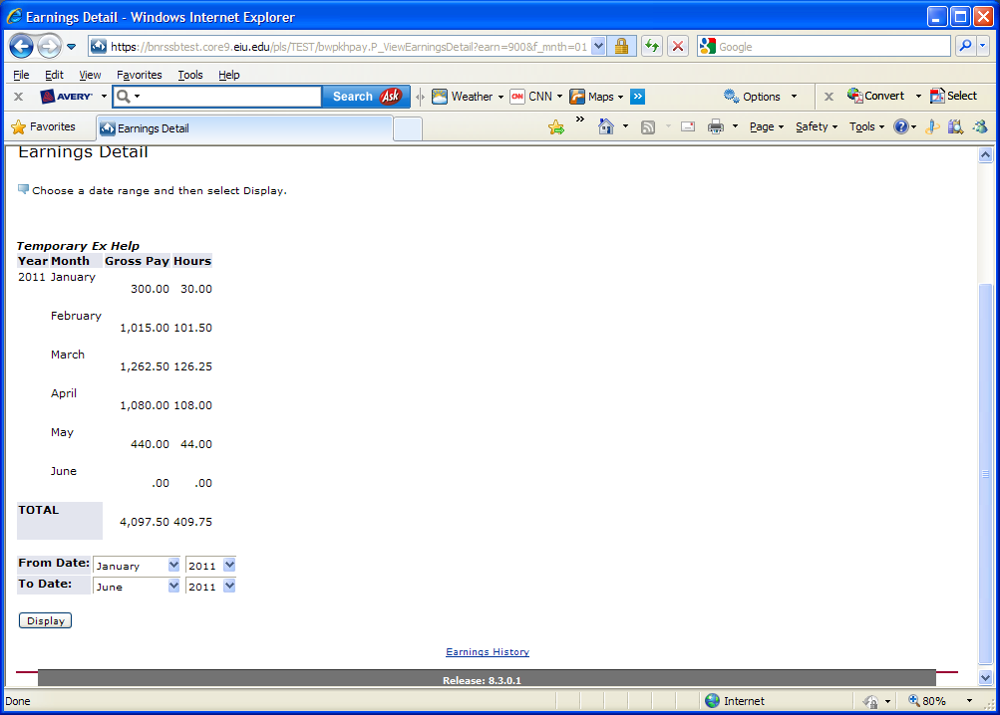 Earnings Detail - Windows Internet Explorer
https://bnrssbtest.core9.eiu.edu/pls/TEST/bwpkhpay.P_ViewEarningsDetail?earn=900&f_mnth=01
Google
File Edit View Favorites Tools Help
x AVERY Search Ask Weather CNN CNN Maps » Options x Convert Select
Favorites Earnings Detail » Page Safety Tools
Earnings Detail
Choose a date range and then select Display.
Temporary Ex Help
Year Month Gross Pay Hours
2011 January
300.00 30.00
February
1,015.00 101.50
March
1,262.50 126.25
April
1,080.00 108.00
May
440.00 44.00
June
.00 .00
TOTAL
4,097.50 409.75
From Date: January 2011
To Date: June 2011
Display
Earnings History
Release: 8.3.0.1
Done Internet 80%